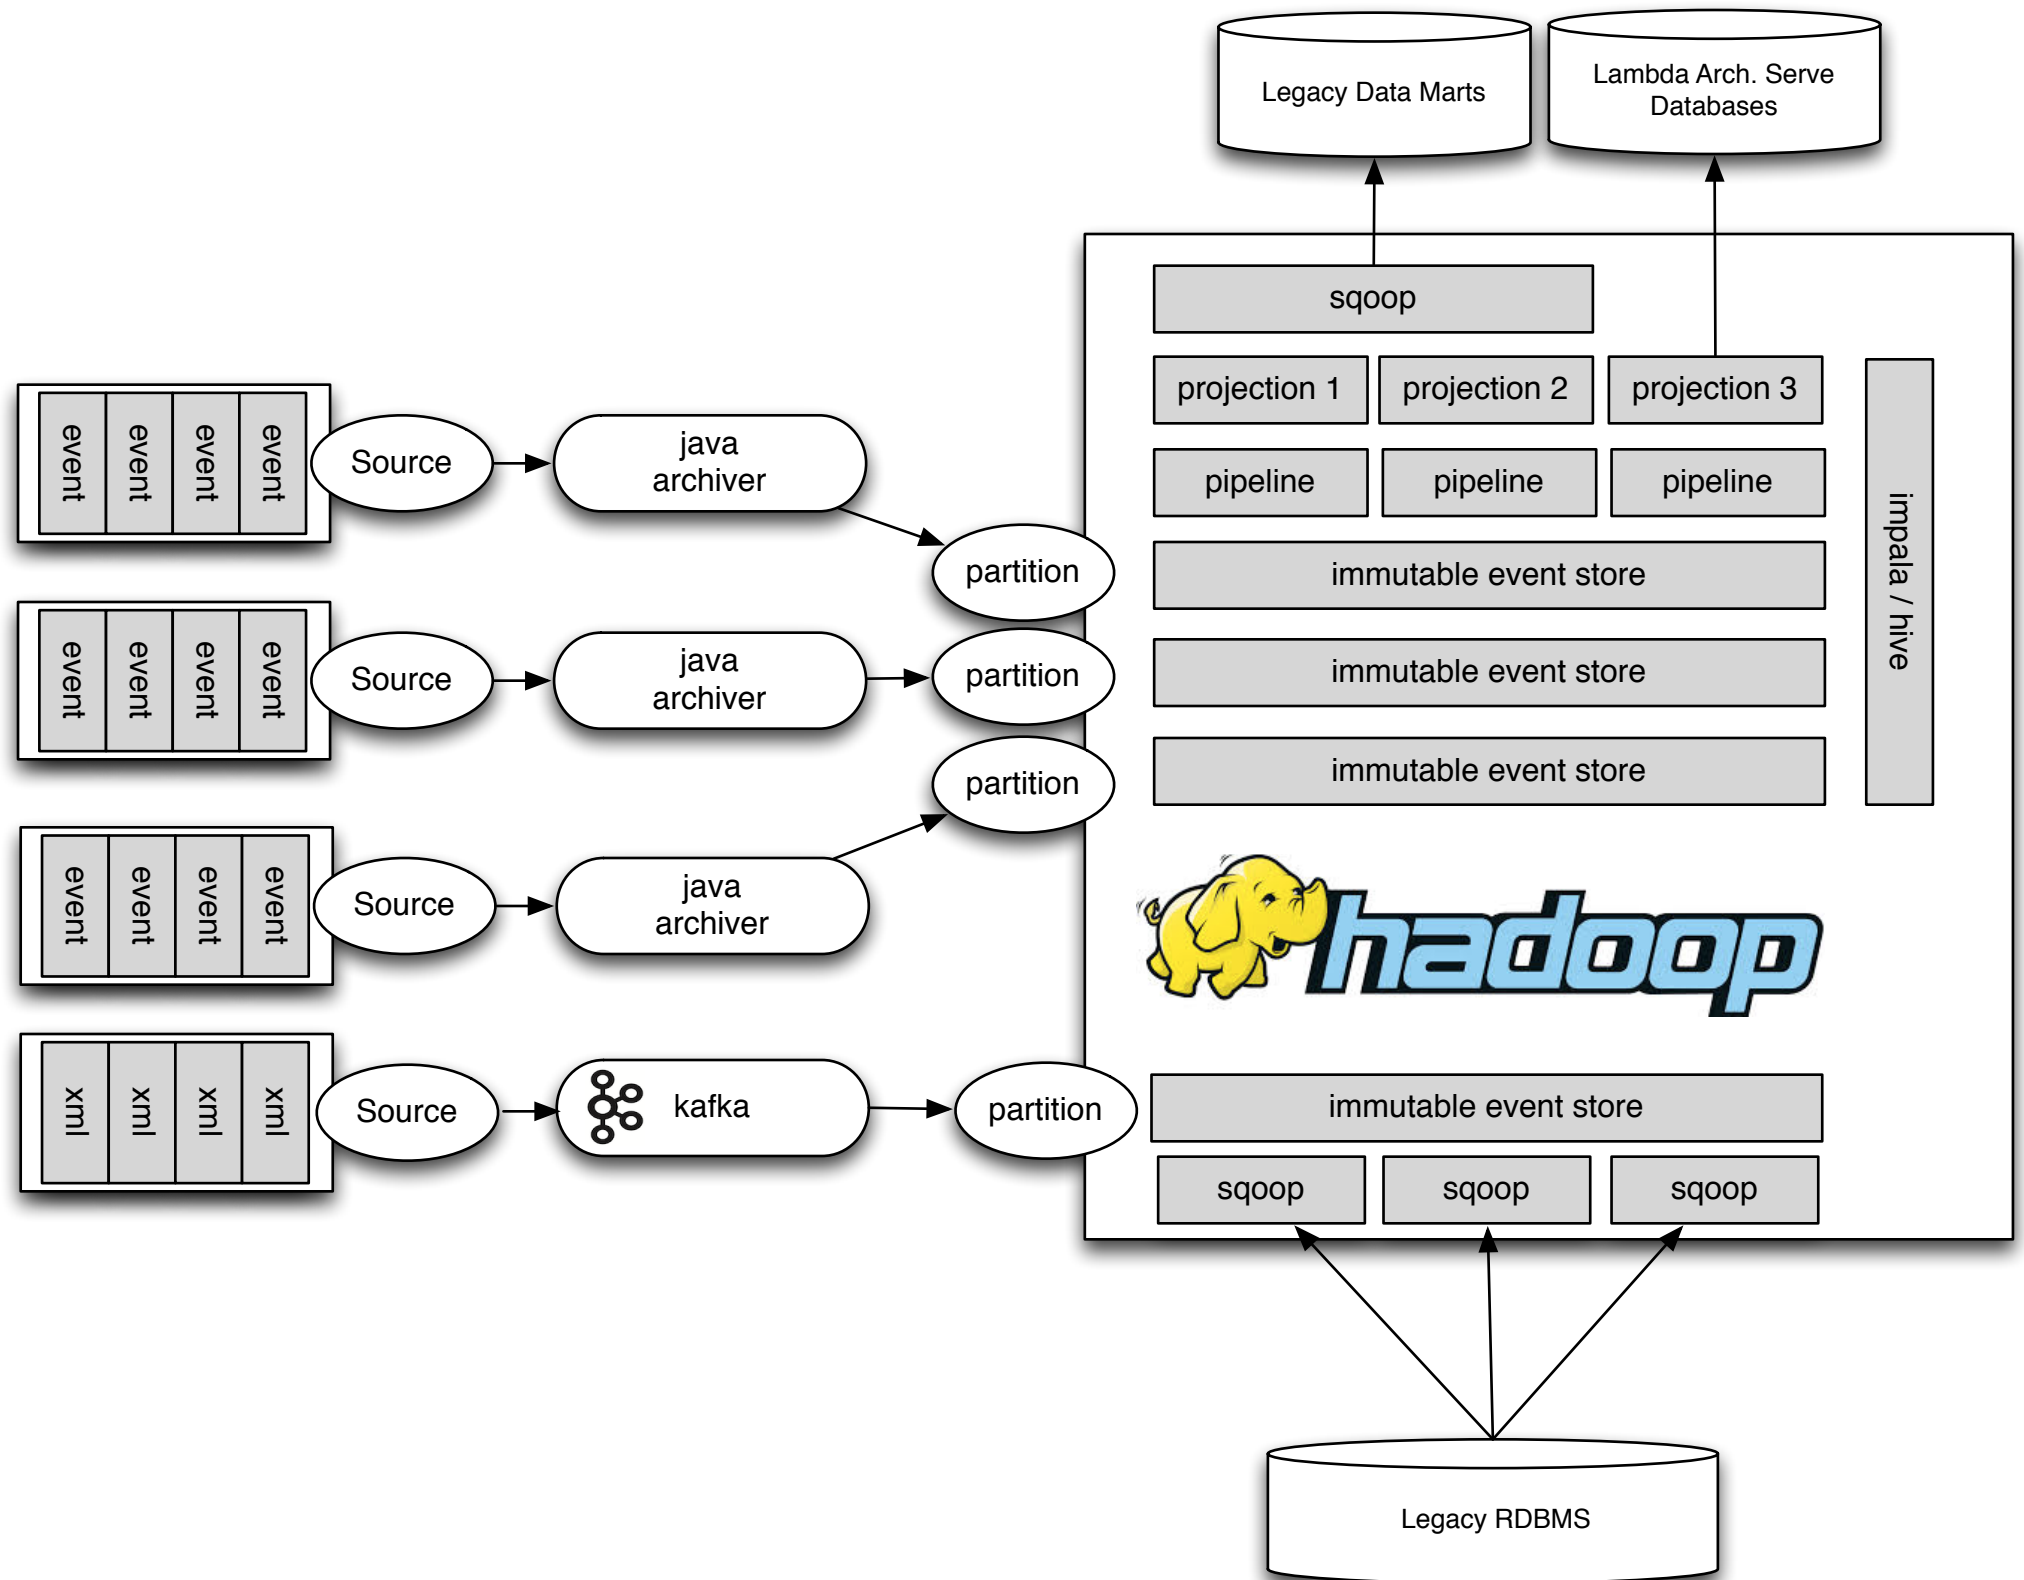 Legacy Data Marts
Lambda Arch. Serve
Databases
sqoop
projection 1
projection 2
projection 3
pipeline
pipeline
pipeline
immutable event store
immutable event store
immutable event store
impala / hive
hadoop
immutable event store
sqoop
sqoop
sqoop
Legacy RDBMS
event
event
event
event
Source
java
archiver
partition
event
event
event
event
Source
java
archiver
partition
event
event
event
event
Source
java
archiver
partition
xml
xml
xml
xml
Source
kafka
partition